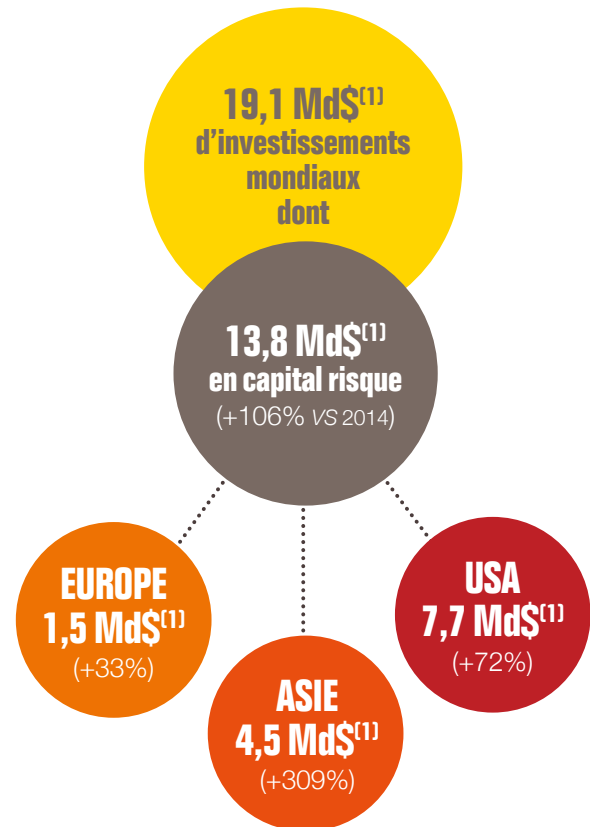 19,1 Md$(1)
d'investissements
mondiaux
dont
13,8 Md$(1)
en capital risque
(+106% VS 2014)
EUROPE
1,5 Md$(1)
(+33%)
ASIE
4,5 Md$(1)
(+309%)
USA
7,7 Md$(1)
(+72%)